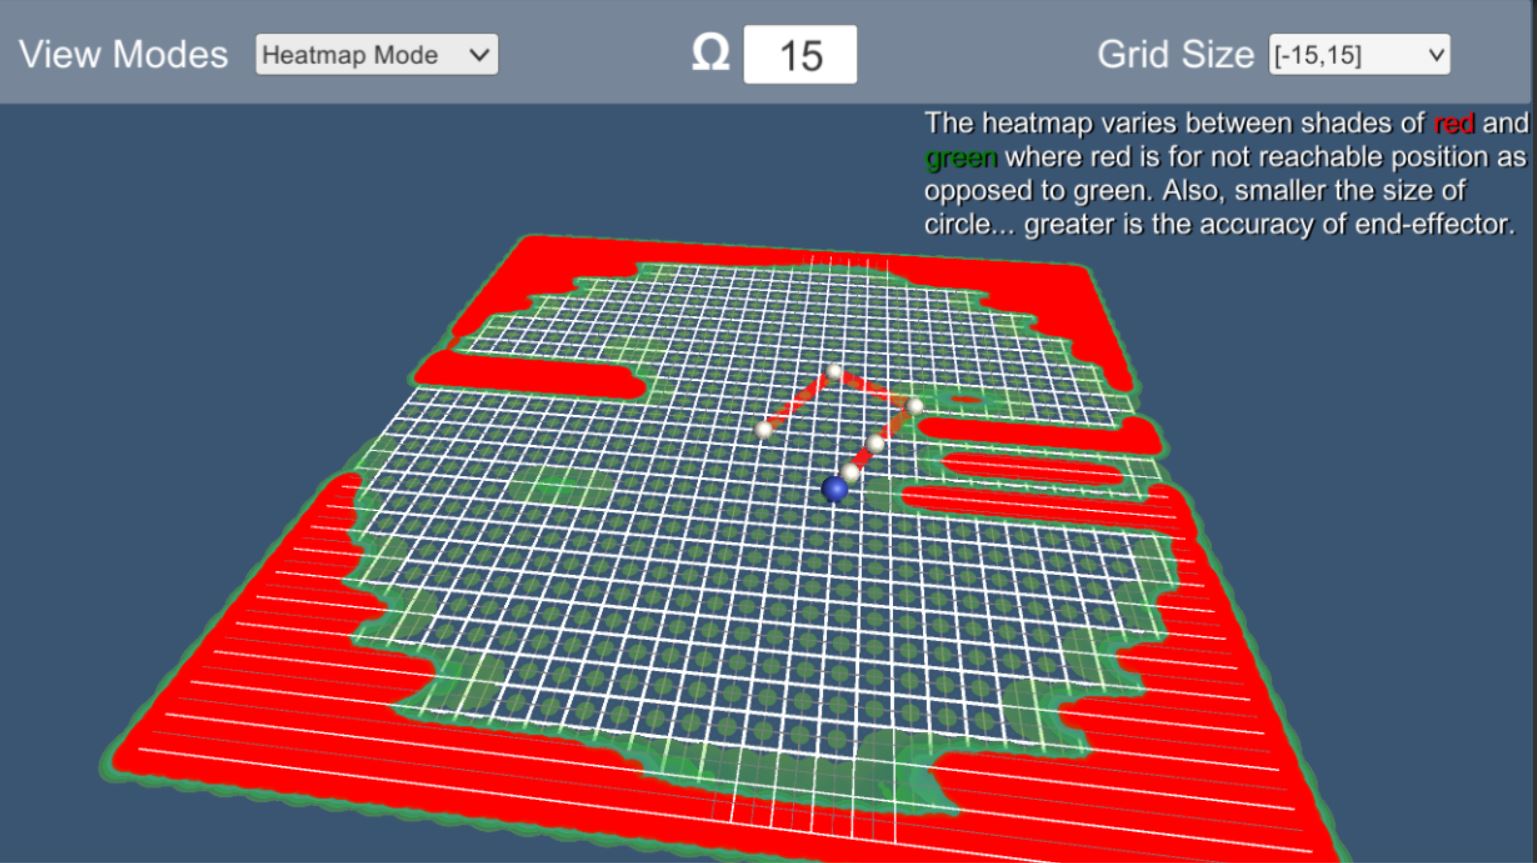 View Modes Heatmap Mode Ω 15 Grid Size [-15,15]
The heatmap varies between shades of red and
green where red is for not reachable position as
opposed to green. Also, smaller the size of
circle... greater is the accuracy of end-effector.